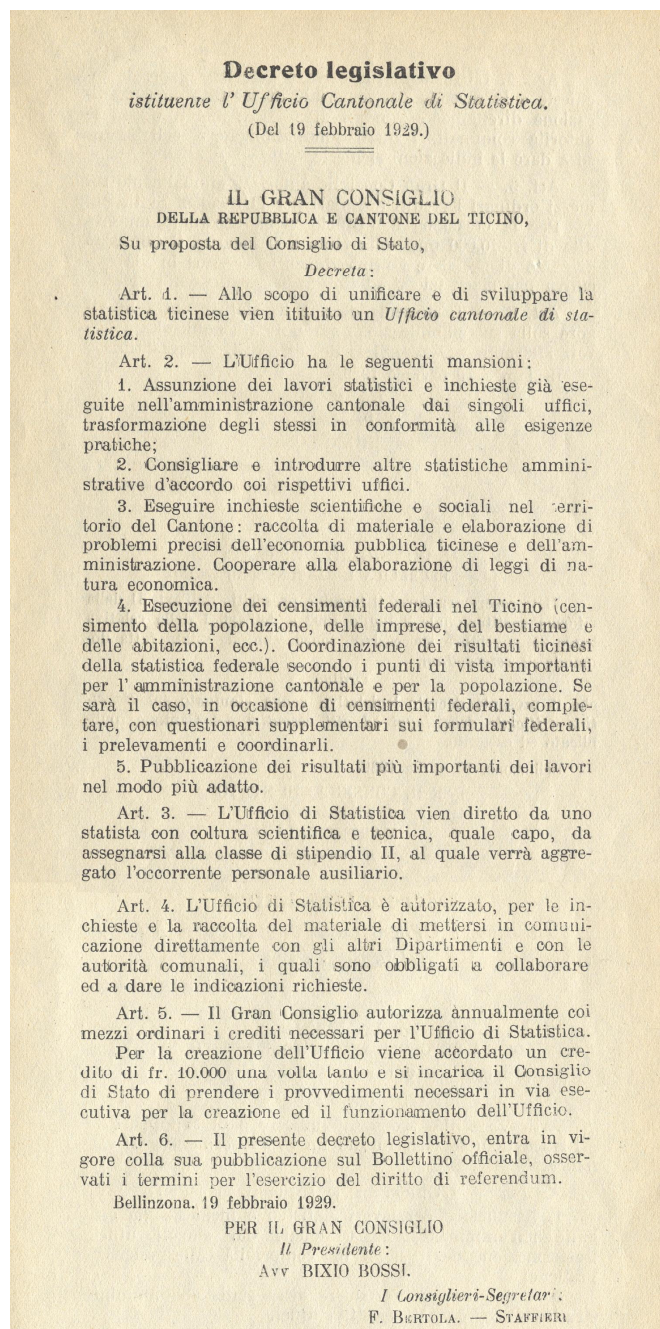 Decreto legislativo
istituente l' Ufficio Cantonale di Statistica.
(Del 19 febbraio 1929.)
IL GRAN CONSIGLIO
DELLA REPUBBLICA E CANTONE DEL TICINO,
Su proposta del Consiglio di Stato,
Decreta:
Art. 1. — Allo scopo di unificare e di sviluppare la
statistica ticinese vien itituito un Ufficio cantonale di sta-
tistica.
Art. 2. — L'Ufficio ha le seguenti mansioni:
1. Assunzione dei lavori statistici e inchieste già ese-
guite nell'amministrazione cantonale dai singoli uffici,
trasformazione degli stessi in conformità alle esigenze
pratiche;
2. Consigliare e introdurre altre statistiche ammini-
strative d'accordo coi rispettivi uffici.
3. Eseguire inchieste scientifiche e sociali nel terri-
torio del Cantone: raccolta di materiale e elaborazione di
problemi precisi dell'economia pubblica ticinese e dell'am-
ministrazione. Cooperare alla elaborazione di leggi di na-
tura economica.
4. Esecuzione dei censimenti federali nel Ticino (cen-
simento della popolazione, delle imprese, del bestiame e
delle abitazioni, ecc.). Coordinazione dei risultati ticinesi
della statistica federale secondo i punti di vista importanti
per l' amministrazione cantonale e per la popolazione. Se
sarà il caso, in occasione di censimenti federali, comple-
tare, con questionari supplementari sui formulari federali,
i prelevamenti e coordinarli.
5. Pubblicazione dei risultati più importanti dei lavori
nel modo più adatto.
Art. 3. — L'Ufficio di Statistica vien diretto da uno
statista con coltura scientifica e tecnica, quale capo, da
assegnarsi alla classe di stipendio II, al quale verrà aggre-
gato l'occorrente personale ausiliario.
Art. 4. L'Ufficio di Statistica è autorizzato, per le in-
chieste e la raccolta del materiale di mettersi in comuni-
cazione direttamente con gli altri Dipartimenti e con le
autorità comunali, i quali sono obbligati a collaborare
ed a dare le indicazioni richieste.
Art. 5. — Il Gran Consiglio autorizza annualmente coi
mezzi ordinari i crediti necessari per l'Ufficio di Statistica.
Per la creazione dell'Ufficio viene accordato un cre-
dito di fr. 10.000 una volta tanto e si incarica il Consiglio
di Stato di prendere i provvedimenti necessari in via ese-
cutiva per la creazione ed il funzionamento dell'Ufficio.
Art. 6. — Il presente decreto legislativo, entra in vi-
gore colla sua pubblicazione sul Bollettino officiale, osser-
vati i termini per l'esercizio del diritto di referendum.
Bellinzona. 19 febbraio 1929.
PER IL GRAN CONSIGLIO
Il Presidente:
Avv BIXIO BOSSI.
I Consiglieri-Segretari:
F. BERTOLA. — STAFFIERI